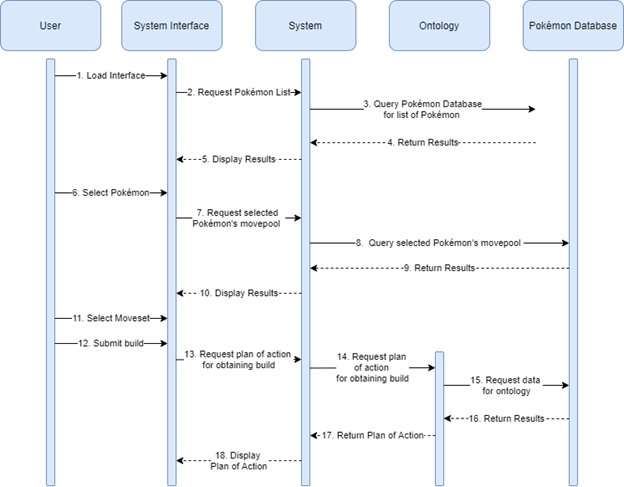 User
System Interface
System
Ontology
Pokémon Database
1. Load Interface
2. Request Pokémon List
3. Query Pokémon Database
for list of Pokémon
4. Return Results
5. Display Results
6. Select Pokémon
7. Request selected
Pokémon's movepool
8. Query selected Pokémon's movepool
9. Return Results
10. Display Results
11. Select Moveset
12. Submit build
13. Request plan of action
for obtaining build
14. Request plan
of action
for obtaining build
15. Request data
for ontology
16. Return Results
17. Return Plan of Action
18. Display
Plan of Action